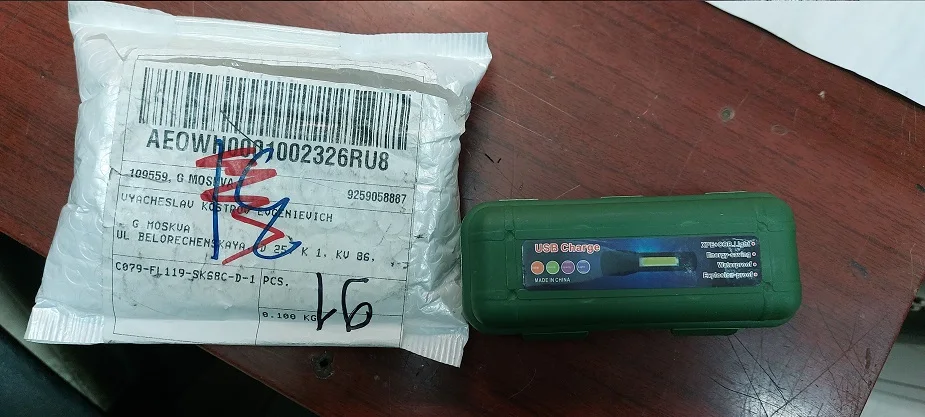 AEOWH0001002326RU8
109559, G MOSKVA
9259058887
VYACHESLAV KOSTROV EVGENIEVICH
G MOSKVA
UL BELORECHENSKAYA, D 25, K 1. KV 86.
C079-FL119-SK68C-D-1 PCS.
0.100 KG
91
USB Charge
MADE IN CHINA
XPE+COB Light
Energy-saving
Waterproof
Explosion-proof